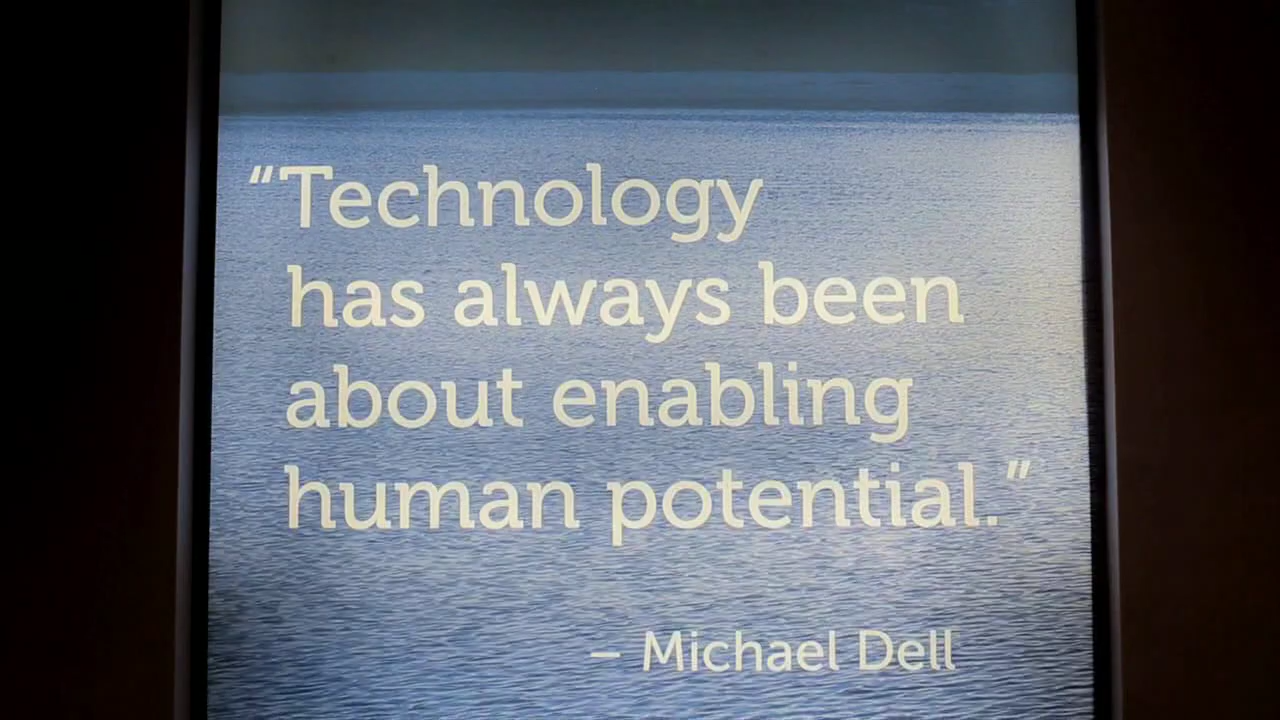 “Technology
has always been
about enabling
human potential.”
– Michael Dell